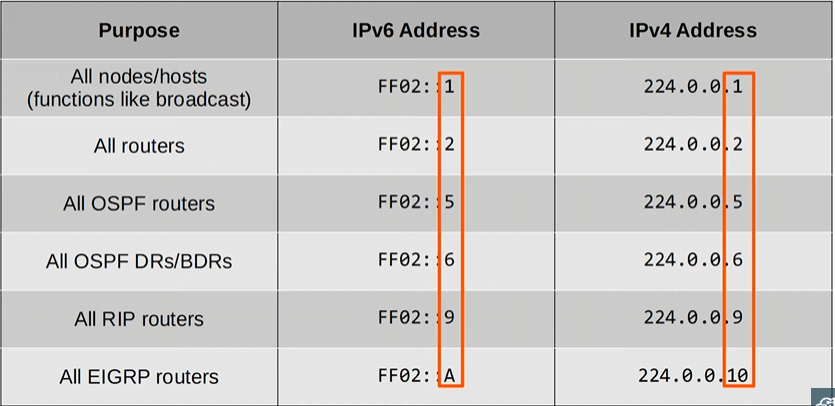 Purpose IPv6 Address IPv4 Address
All nodes/hosts
(functions like broadcast) FF02::1 224.0.0.1
All routers FF02::2 224.0.0.2
All OSPF routers FF02::5 224.0.0.5
All OSPF DRs/BDRs FF02::6 224.0.0.6
All RIP routers FF02::9 224.0.0.9
All EIGRP routers FF02::A 224.0.0.10